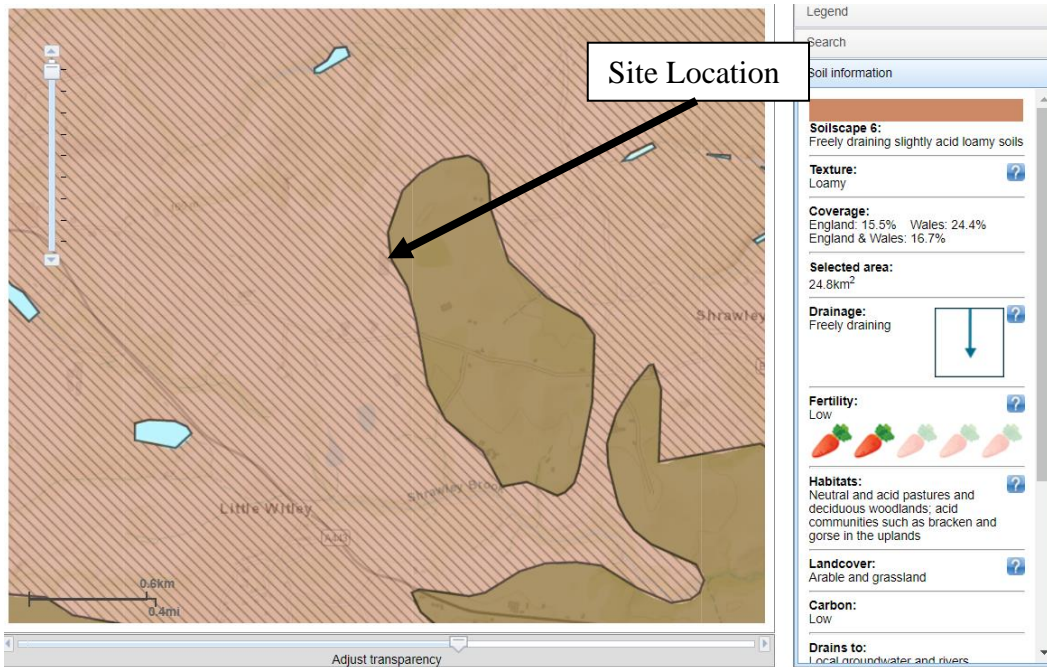 Legend
Search
Site Location
Soil information
Soilscape 6:
Freely draining slightly acid loamy soils
Texture:
Loamy
Coverage:
England: 15.5% Wales: 24.4%
England & Wales: 16.7%
Selected area:
24.8km2
Drainage:
Freely draining
Fertility:
Low
Habitats:
Neutral and acid pastures and
deciduous woodlands; acid
communities such as bracken and
gorse in the uplands
Landcover:
Arable and grassland
Carbon:
Low
Drains to:
Local groundwater and rivers
Shrawley
Shrawley Brook
Little Witley
A443
0.6km
0.4mi
Adjust transparency